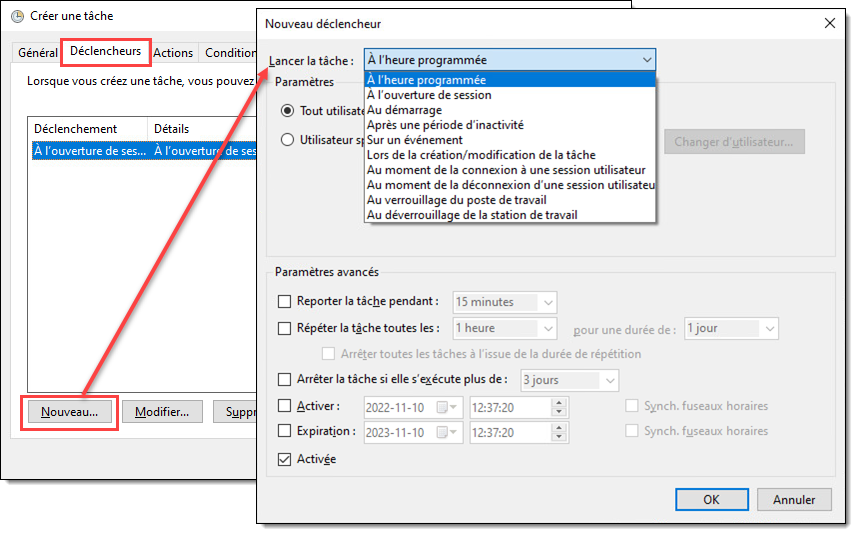 Créer une tâche
Général
Déclencheurs
Actions
Condition
Lorsque vous créez une tâche, vous pouvez
Déclenchement
Détails
À l'ouverture de ses...
À l'ouverture de ses
Nouveau...
Modifier...
Suppr
Nouveau déclencheur
Lancer la tâche :
À l'heure programmée
À l'heure programmée
À l'ouverture de session
Au démarrage
Après une période d'inactivité
Sur un événement
Lors de la création/modification de la tâche
Au moment de la connexion à une session utilisateur
Au moment de la déconnexion d'une session utilisateu
Au verrouillage du poste de travail
Au déverrouillage de la station de travail
Paramètres
Tout utilisate
Utilisateur sp
Changer d'utilisateur...
Paramètres avancés
Reporter la tâche pendant :
15 minutes
Répéter la tâche toutes les :
1 heure
pour une durée de :
1 jour
Arrêter toutes les tâches à l'issue de la durée de répétition
Arrêter la tâche si elle s'exécute plus de :
3 jours
Activer :
2022-11-10
12:37:20
Synch. fuseaux horaires
Expiration :
2023-11-10
12:37:20
Synch. fuseaux horaires
Activée
OK
Annuler